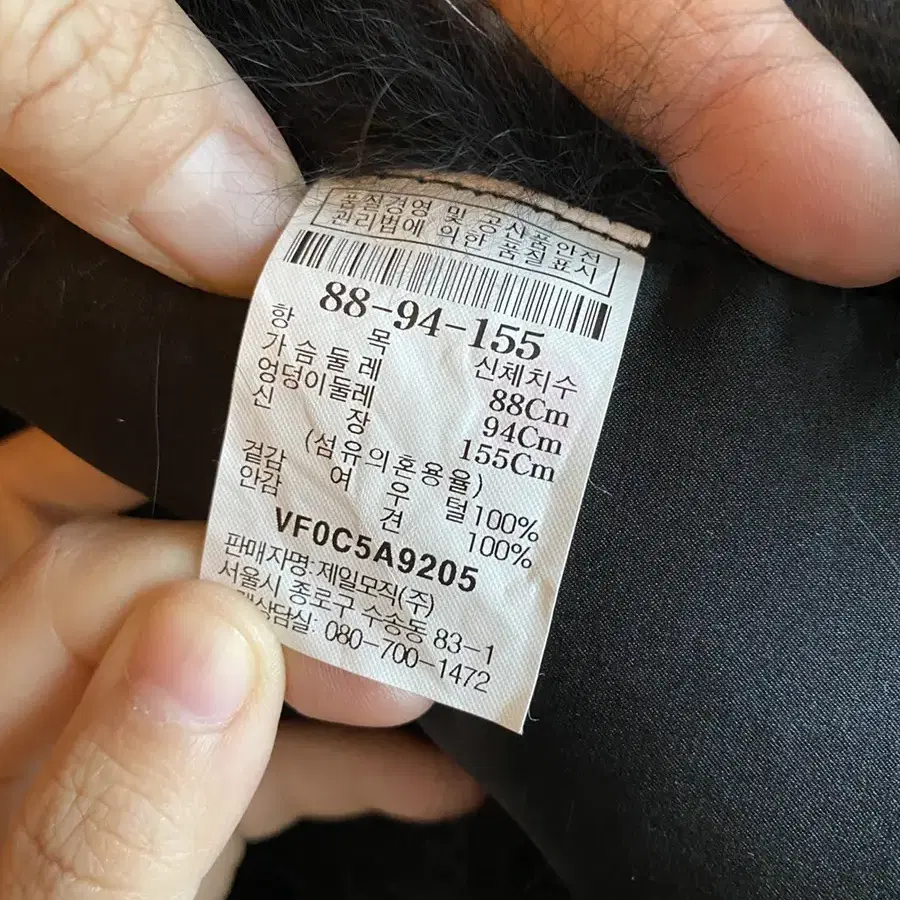 품질경영 및 공산품안전
관리법에 의한 품질표시
88-94-155
항 목 신체치수
가슴둘레 88Cm
엉덩이둘레 94Cm
신 장 155Cm
(섬유의혼용율)
겉감 여 우 털 100%
안감 견 100%
VF0C5A9205
판매자명:제일모직(주)
서울시 종로구 수송동 83-1
상담실: 080-700-1472